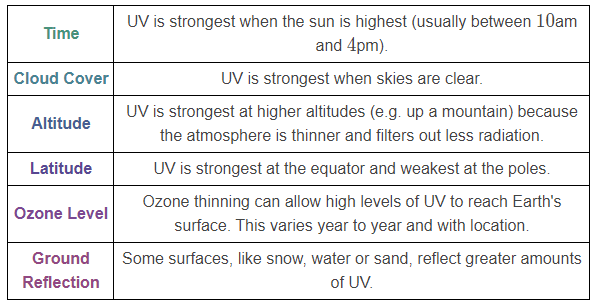 Time
UV is strongest when the sun is highest (usually between 10am
and 4pm).
Cloud Cover
UV is strongest when skies are clear.
Altitude
UV is strongest at higher altitudes (e.g. up a mountain) because
the atmosphere is thinner and filters out less radiation.
Latitude
UV is strongest at the equator and weakest at the poles.
Ozone Level
Ozone thinning can allow high levels of UV to reach Earth's
surface. This varies year to year and with location.
Ground
Reflection
Some surfaces, like snow, water or sand, reflect greater amounts
of UV.